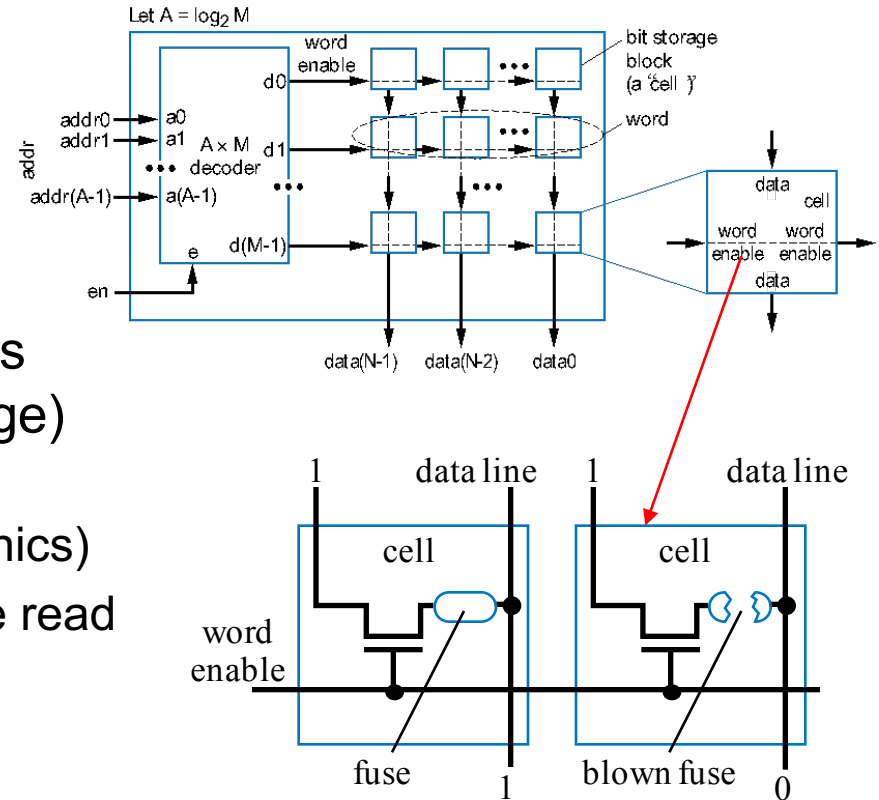 Let A = log2 M
word
enable
bit storage
block
(a “cell ”)
word
d0
addr0
a0
addr1
a1
addr
A × M
decoder
d1
addr(A-1)
a(A-1)
e
d(M-1)
en
data
cell
word
enable
word
enable
data
data(N-1)
data(N-2)
data0
s
ge)
nics)
e read
1
data line
1
data line
cell
cell
word
enable
fuse
1
blown fuse
0